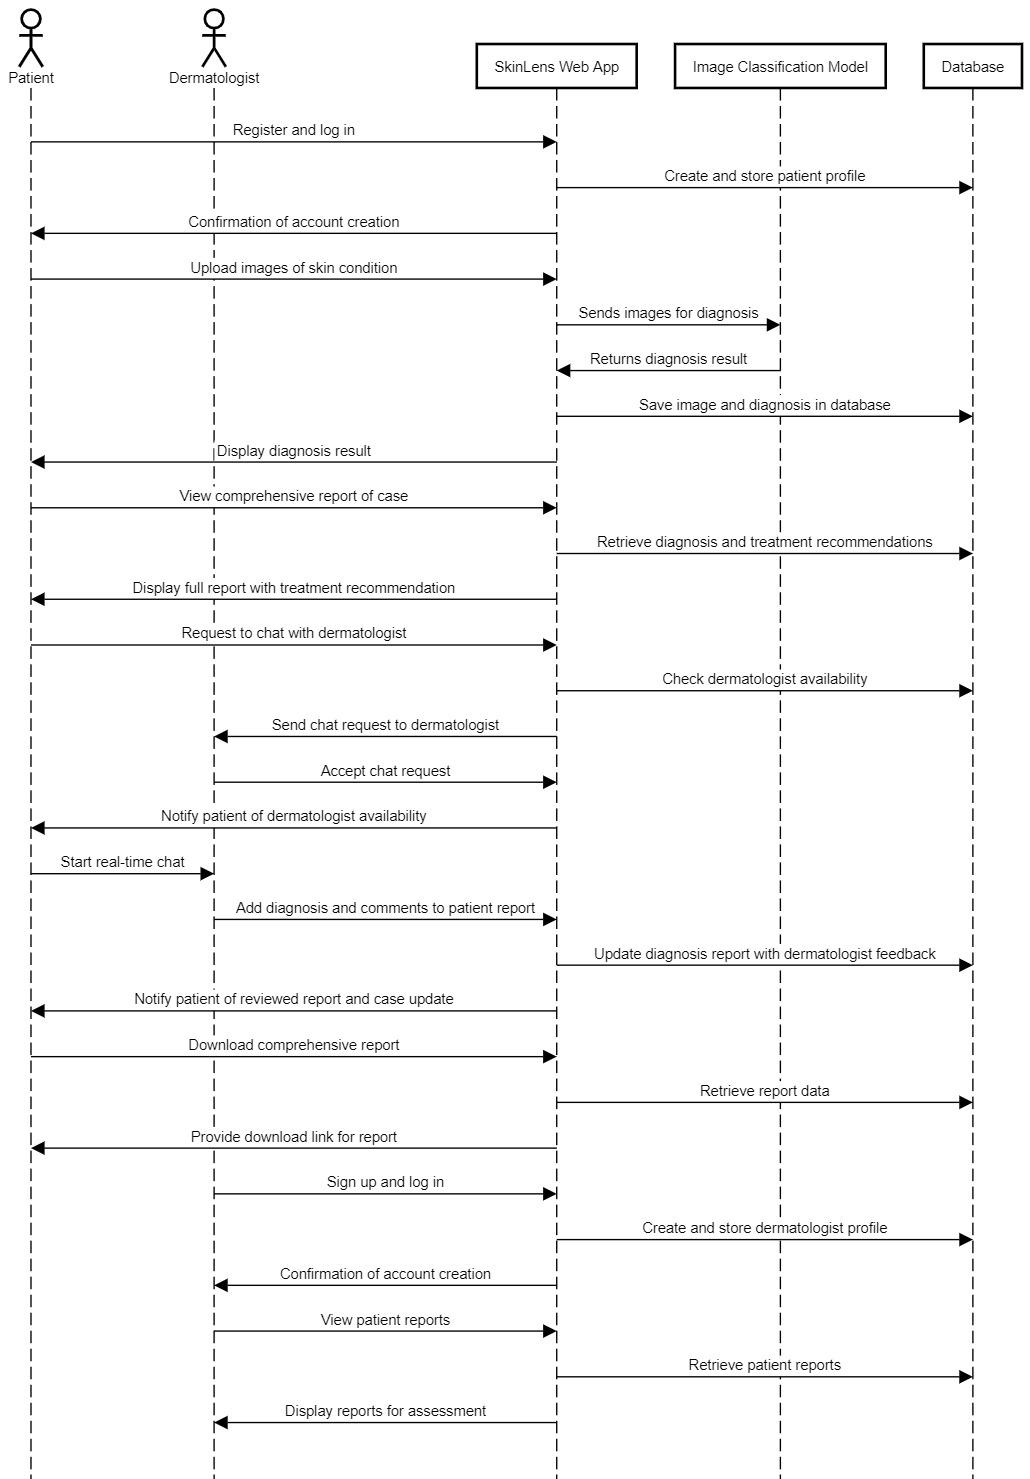 Patient
Dermatologist
SkinLens Web App
Image Classification Model
Database
Register and log in
Create and store patient profile
Confirmation of account creation
Upload images of skin condition
Sends images for diagnosis
Returns diagnosis result
Save image and diagnosis in database
Display diagnosis result
View comprehensive report of case
Retrieve diagnosis and treatment recommendations
Display full report with treatment recommendation
Request to chat with dermatologist
Check dermatologist availability
Send chat request to dermatologist
Accept chat request
Notify patient of dermatologist availability
Start real-time chat
Add diagnosis and comments to patient report
Update diagnosis report with dermatologist feedback
Notify patient of reviewed report and case update
Download comprehensive report
Retrieve report data
Provide download link for report
Sign up and log in
Create and store dermatologist profile
Confirmation of account creation
View patient reports
Retrieve patient reports
Display reports for assessment